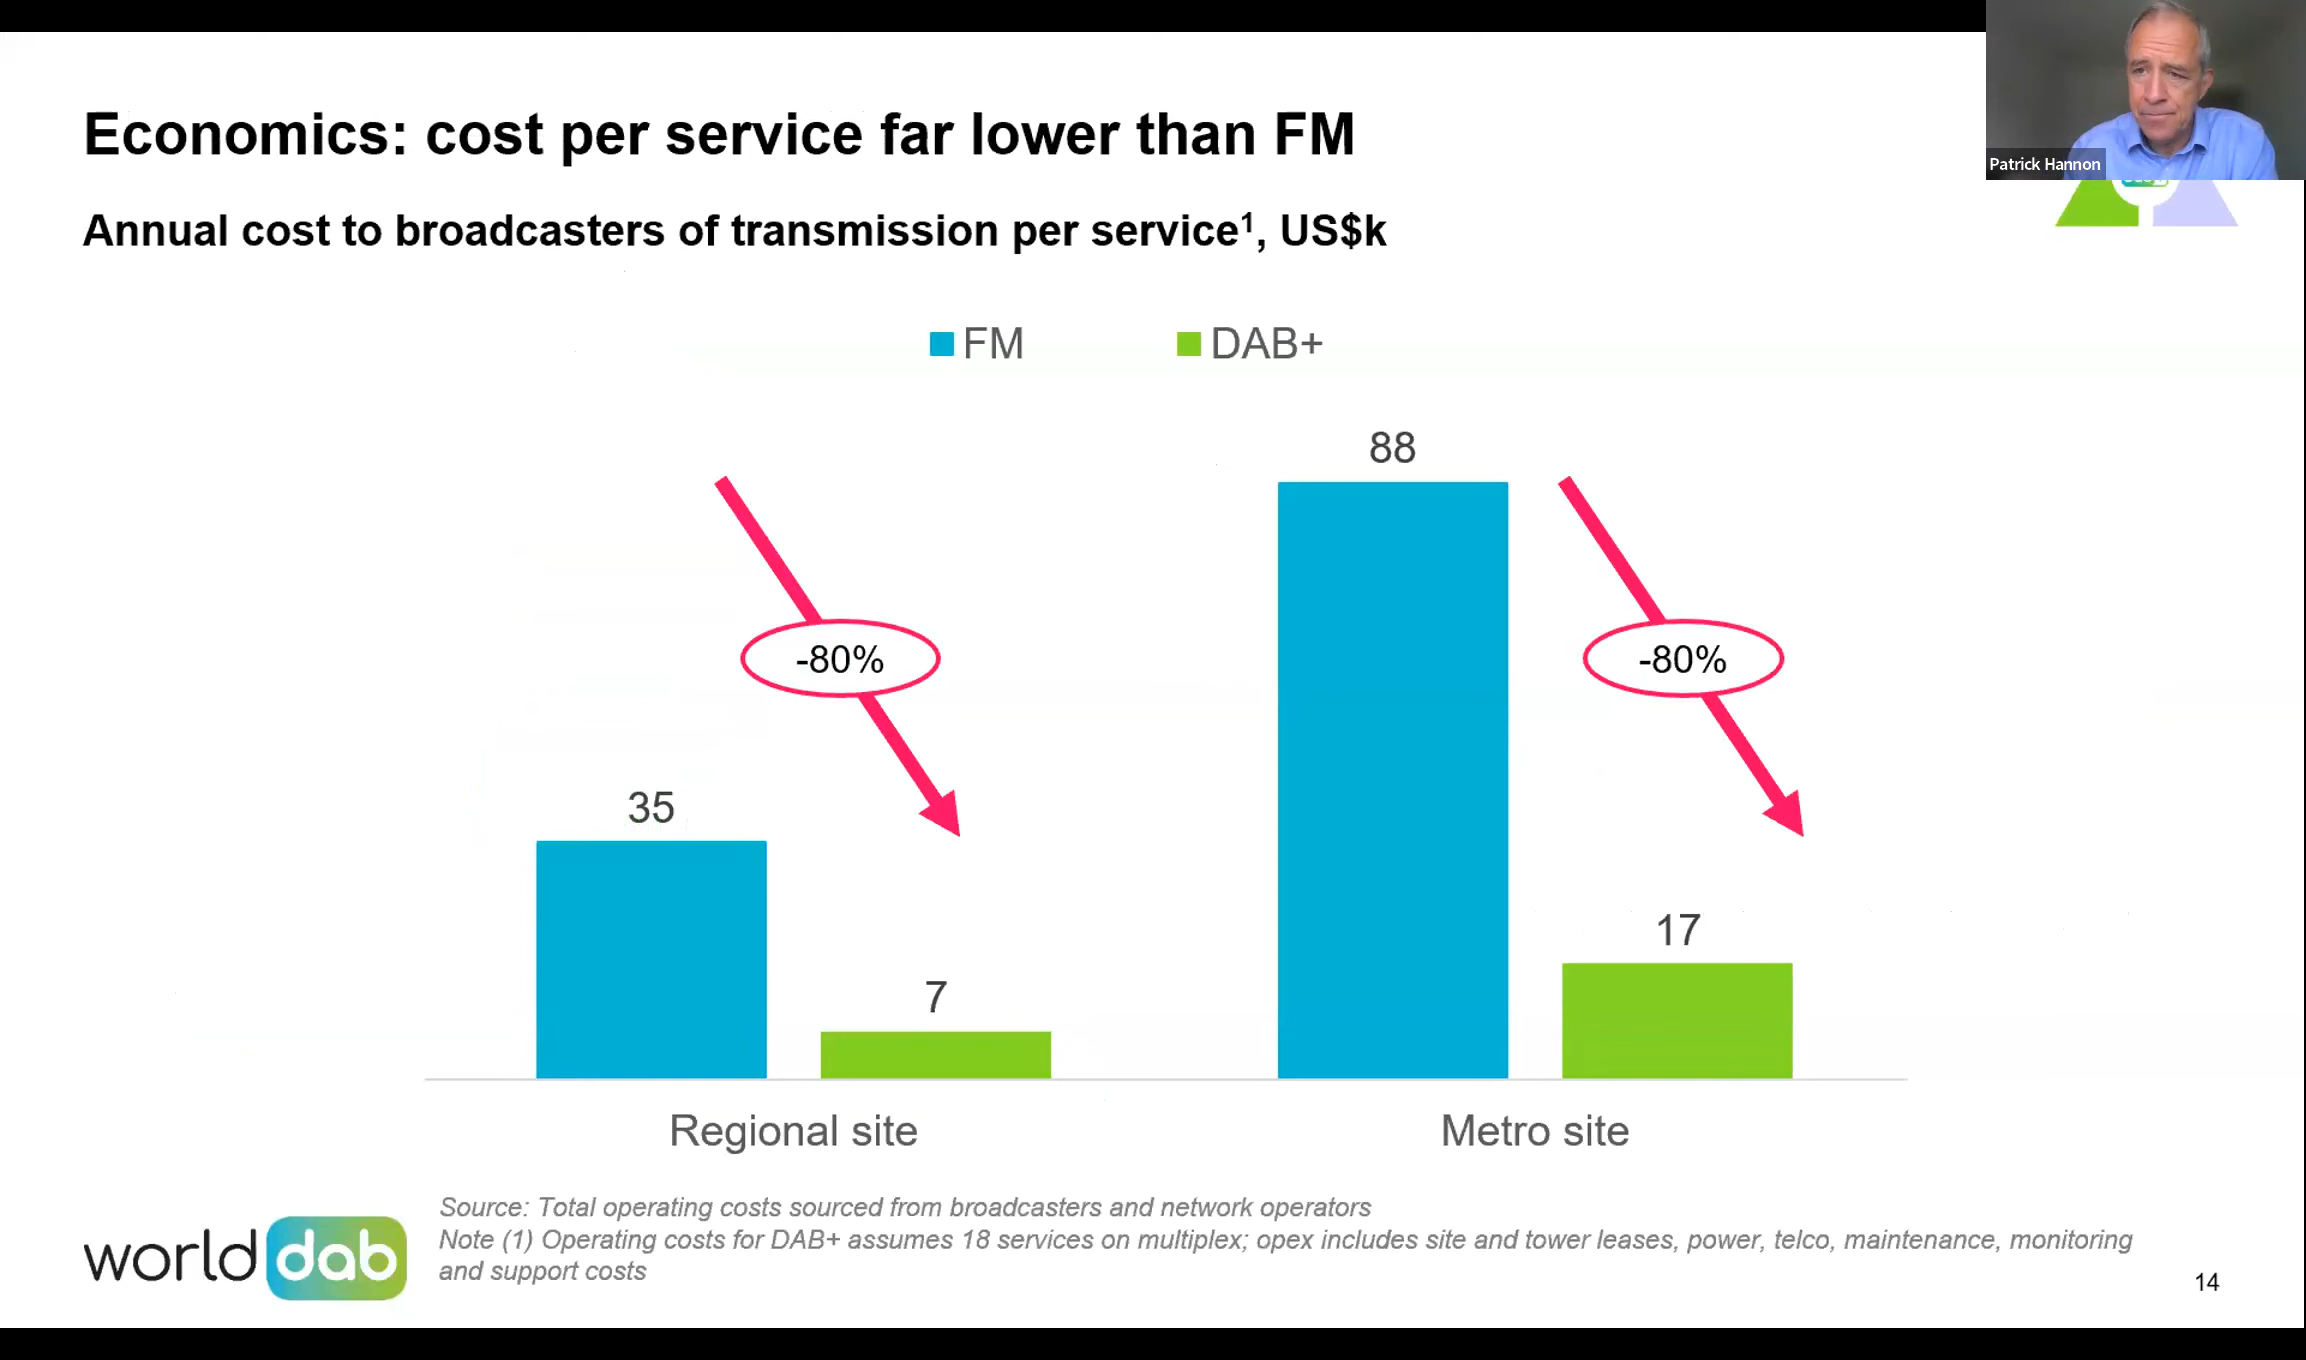 Economics: cost per service far lower than FM
Patrick Hannon
Annual cost to broadcasters of transmission per service¹, US$k
FM
DAB+
88
-80%
-80%
35
17
7
Regional site
Metro site
Source: Total operating costs sourced from broadcasters and network operators
Note (1) Operating costs for DAB+ assumes 18 services on multiplex; opex includes site and tower leases, power, telco, maintenance, monitoring
and support costs
world dab
14